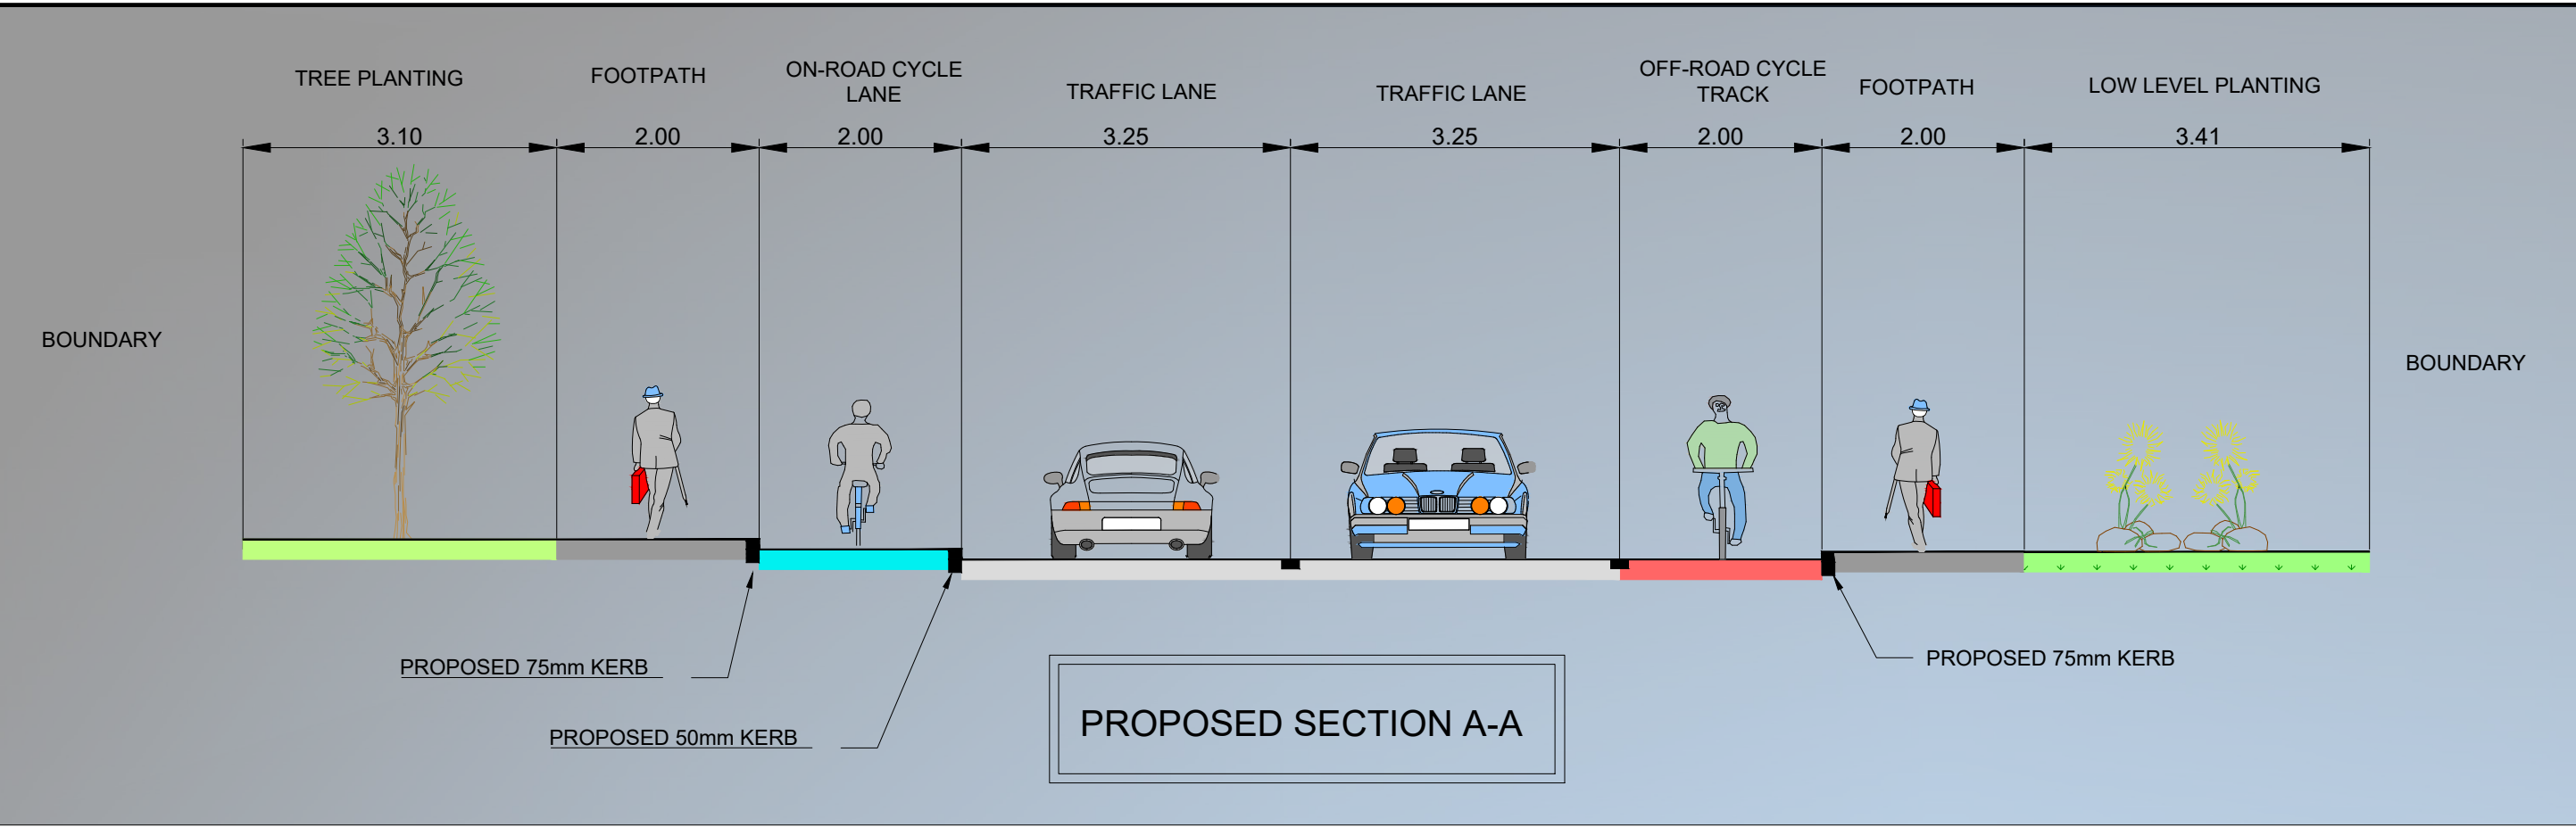 TREE PLANTING
FOOTPATH
ON-ROAD CYCLE
LANE
TRAFFIC LANE
TRAFFIC LANE
OFF-ROAD CYCLE
TRACK
FOOTPATH
LOW LEVEL PLANTING
3.10
2.00
2.00
3.25
3.25
2.00
2.00
3.41
BOUNDARY
BOUNDARY
PROPOSED 75mm KERB
PROPOSED 50mm KERB
PROPOSED 75mm KERB
PROPOSED SECTION A-A